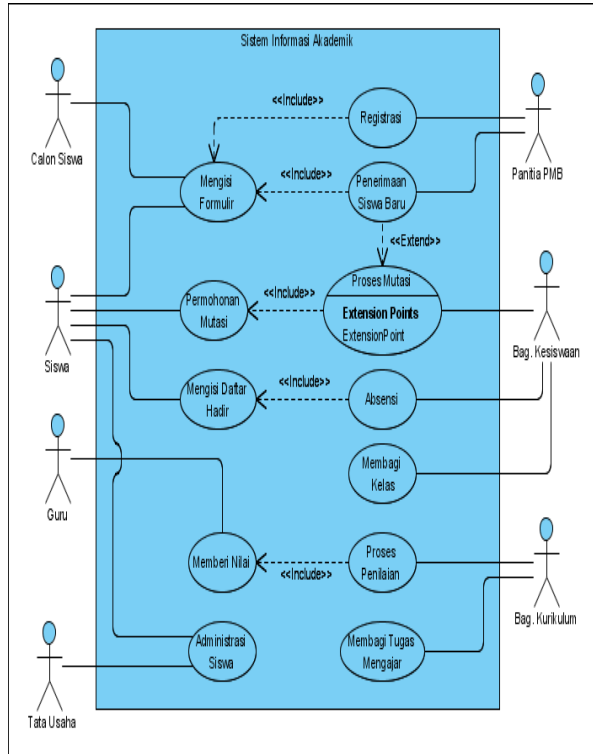 Sistem Informasi Akademik
<<Include>>
Registrasi
Calon Siswa
Panitia PMB
<<Include>>
Mengisi
Formulir
Penerimaan
Siswa Baru
<<Extend>>
Proses Mutasi
Extension Points
ExtensionPoint
<<Include>>
Permohonan
Mutasi
Siswa
Bag. Kesiswaan
<<Include>>
Mengisi Daftar
Hadir
Absensi
Membagi
Kelas
Guru
Memberi Nilai
<<Include>>
Proses
Penilaian
Bag. Kurikulum
Administrasi
Siswa
Membagi Tugas
Mengajar
Tata Usaha